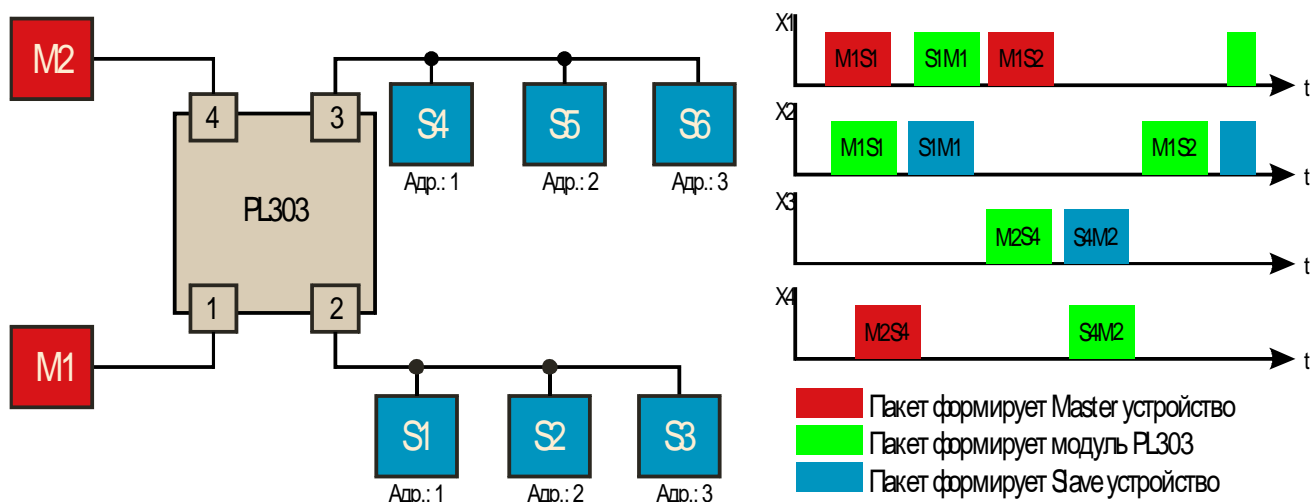 M2
4
3
S4
S5
S6
Адр.: 1
Адр.: 2
Адр.: 3
PL303
1
2
M1
S1
S2
S3
Адр.: 1
Адр.: 2
Адр.: 3
X1
M1S1
S1M1
M1S2
t
X2
M1S1
S1M1
M1S2
t
X3
M2S4
S4M2
t
X4
M2S4
S4M2
t
Пакет формирует Master устройство
Пакет формирует модуль PL303
Пакет формирует Slave устройство